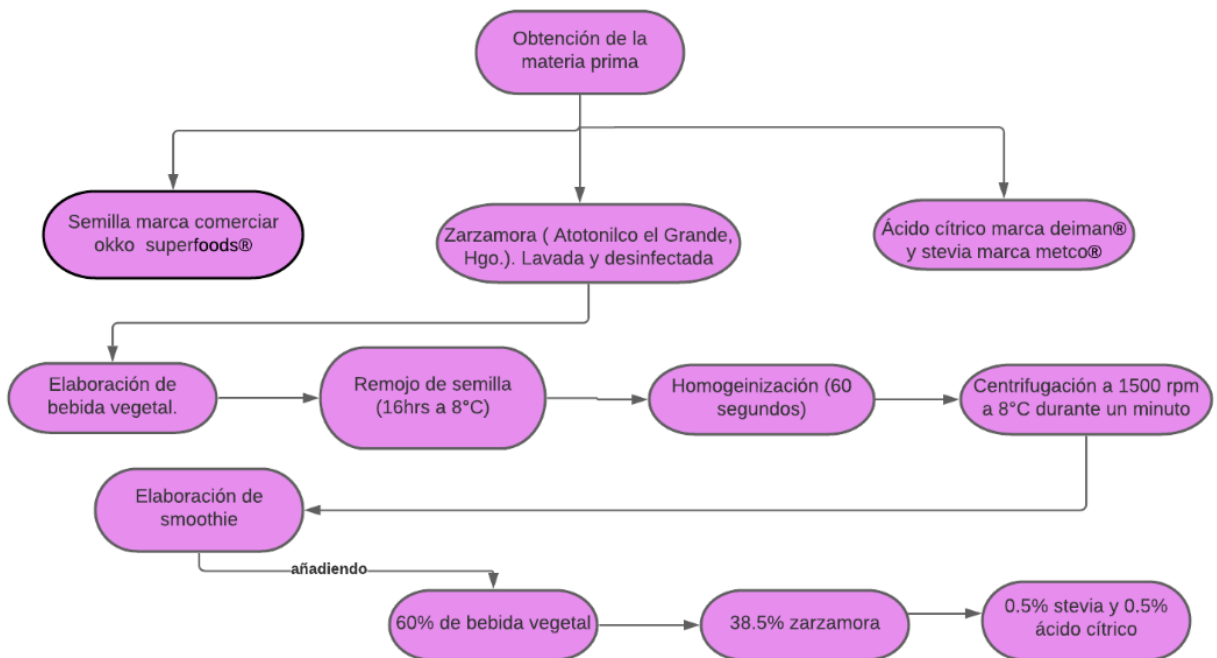 Obtención de la
materia prima
Semilla marca comerciar
okko superfoods®
Zarzamora ( Atotonilco el Grande,
Hgo.). Lavada y desinfectada
Ácido cítrico marca deiman®
y stevia marca metco®
Elaboración de
bebida vegetal.
Remojo de semilla
(16hrs a 8°C)
Homogeinización (60
segundos)
Centrifugación a 1500 rpm
a 8°C durante un minuto
Elaboración de
smoothie
añadiendo
60% de bebida vegetal
38.5% zarzamora
0.5% stevia y 0.5%
ácido cítrico